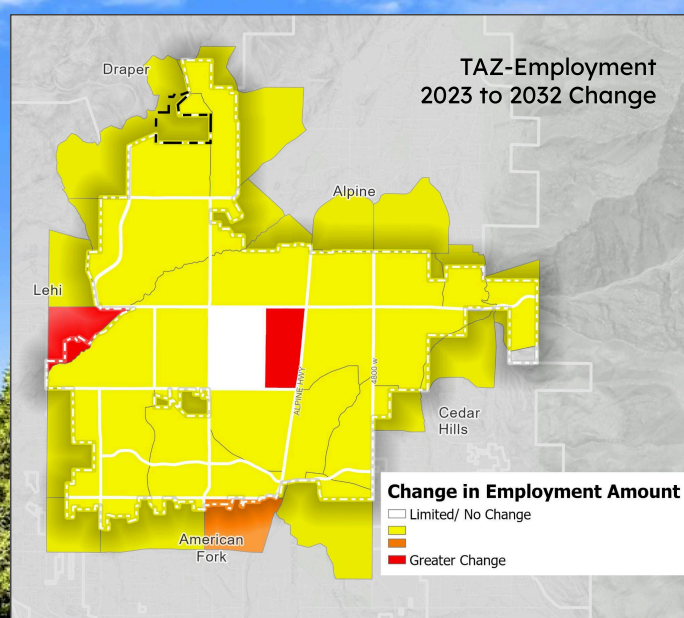 TAZ-Employment
2023 to 2032 Change
Draper
Alpine
Lehi
ALPINE HWY
4800 W
Cedar
Hills
American
Fork
Change in Employment Amount
Limited/ No Change
Greater Change